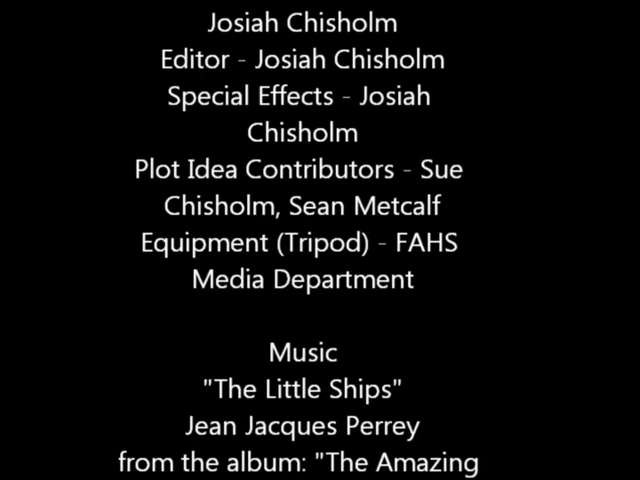 Josiah Chisholm
Editor - Josiah Chisholm
Special Effects - Josiah
Chisholm
Plot Idea Contributors - Sue
Chisholm, Sean Metcalf
Equipment (Tripod) - FAHS
Media Department
Music
"The Little Ships"
Jean Jacques Perrey
from the album: "The Amazing